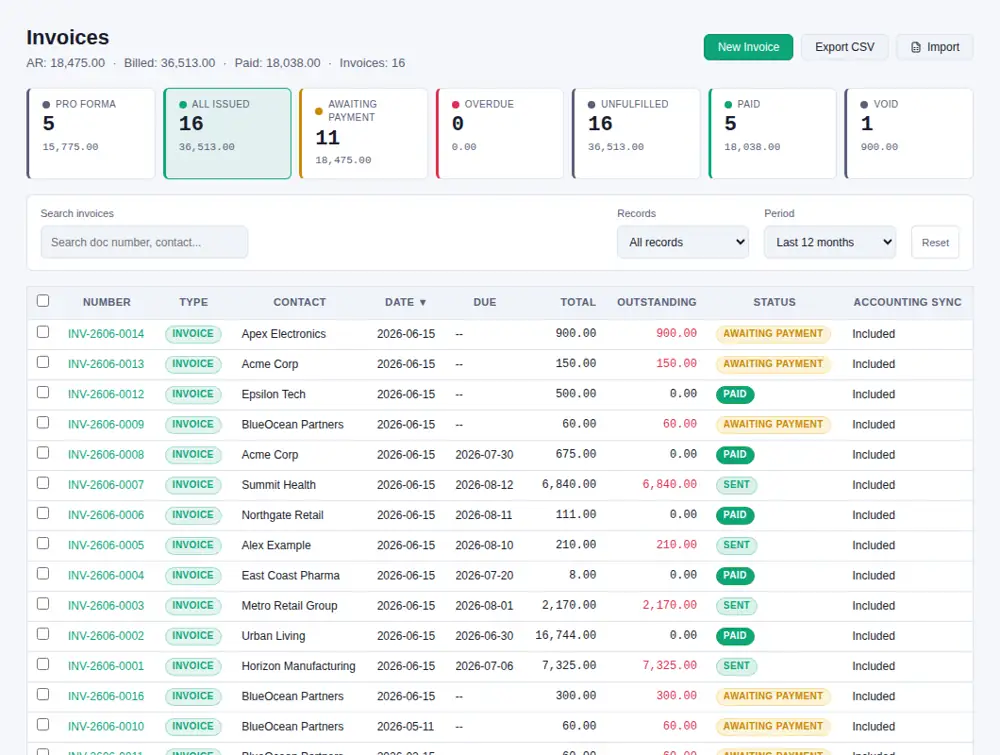 Invoices
AR: 18,475.00 · Billed: 36,513.00 · Paid: 18,038.00 · Invoices: 16
New Invoice Export CSV Import
PRO FORMA
5
15,775.00
ALL ISSUED
16
36,513.00
AWAITING
PAYMENT
11
18,475.00
OVERDUE
0
0.00
UNFULFILLED
16
36,513.00
PAID
5
18,038.00
VOID
1
900.00
Search invoices
Search doc number, contact...
Records
All records
Period
Last 12 months
Reset
NUMBER TYPE CONTACT DATE ▼ DUE TOTAL OUTSTANDING STATUS ACCOUNTING SYNC
INV-2606-0014 INVOICE Apex Electronics 2026-06-15 -- 900.00 900.00 AWAITING PAYMENT Included
INV-2606-0013 INVOICE Acme Corp 2026-06-15 -- 150.00 150.00 AWAITING PAYMENT Included
INV-2606-0012 INVOICE Epsilon Tech 2026-06-15 -- 500.00 0.00 PAID Included
INV-2606-0009 INVOICE BlueOcean Partners 2026-06-15 -- 60.00 60.00 AWAITING PAYMENT Included
INV-2606-0008 INVOICE Acme Corp 2026-06-15 2026-07-30 675.00 0.00 PAID Included
INV-2606-0007 INVOICE Summit Health 2026-06-15 2026-08-12 6,840.00 6,840.00 SENT Included
INV-2606-0006 INVOICE Northgate Retail 2026-06-15 2026-08-11 111.00 0.00 PAID Included
INV-2606-0005 INVOICE Alex Example 2026-06-15 2026-08-10 210.00 210.00 SENT Included
INV-2606-0004 INVOICE East Coast Pharma 2026-06-15 2026-07-20 8.00 0.00 PAID Included
INV-2606-0003 INVOICE Metro Retail Group 2026-06-15 2026-08-01 2,170.00 2,170.00 SENT Included
INV-2606-0002 INVOICE Urban Living 2026-06-15 2026-06-30 16,744.00 0.00 PAID Included
INV-2606-0001 INVOICE Horizon Manufacturing 2026-06-15 2026-07-06 7,325.00 7,325.00 SENT Included
INV-2606-0016 INVOICE BlueOcean Partners 2026-06-15 -- 300.00 300.00 AWAITING PAYMENT Included
INV-2606-0010 INVOICE BlueOcean Partners 2026-05-11 -- 60.00 60.00 AWAITING PAYMENT Included